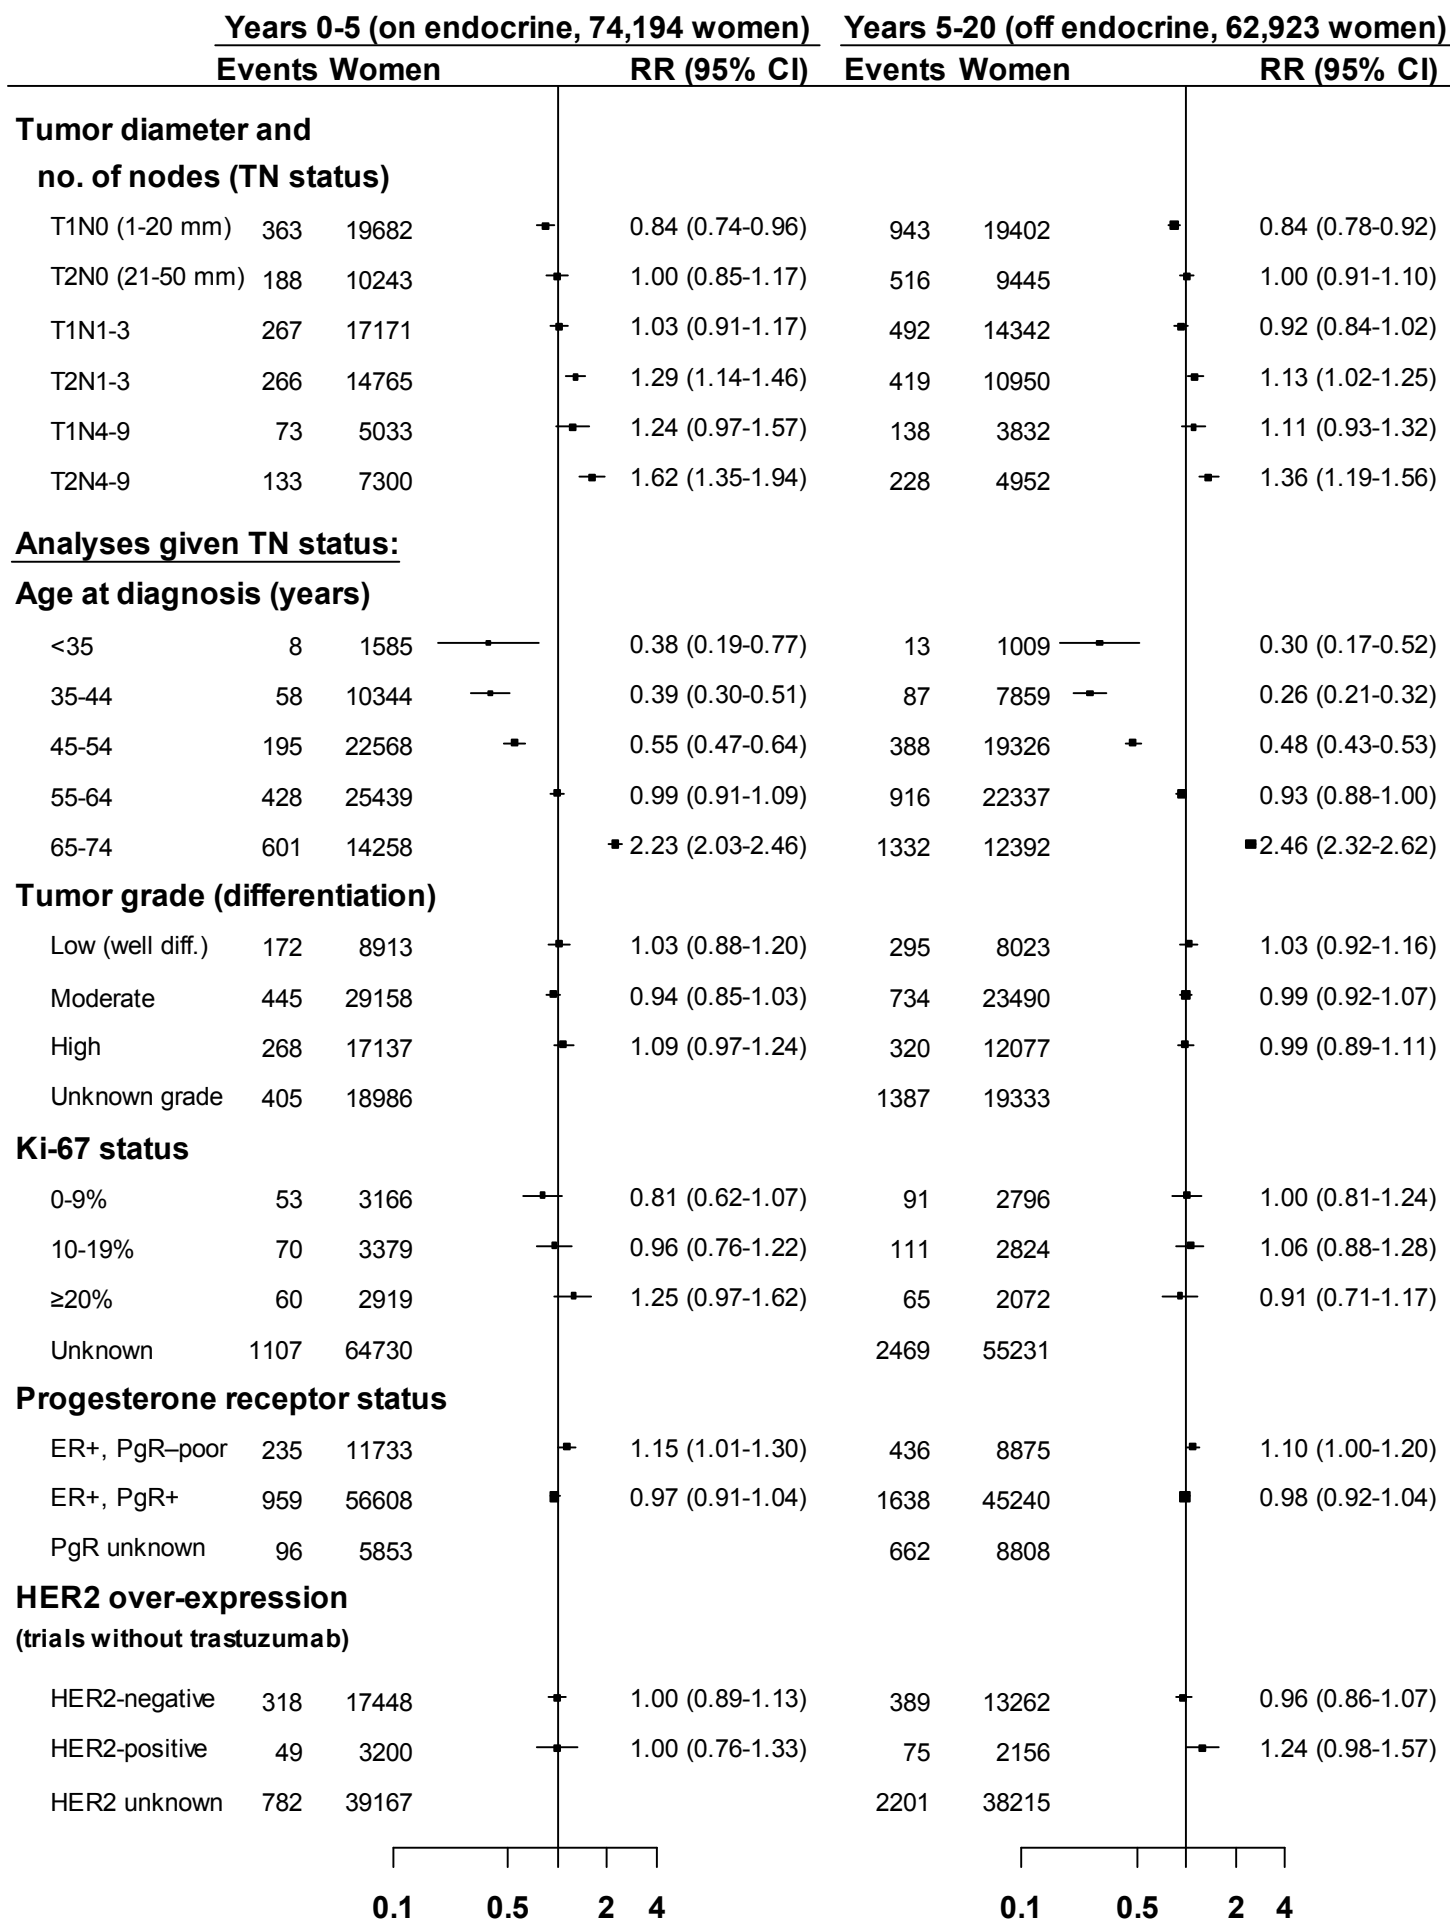 Years 0-5 (on endocrine, 74,194 women) Years 5-20 (off endocrine, 62,923 women)
Events Women RR (95% CI) Events Women RR (95% CI)
Tumor diameter and
no. of nodes (TN status)
T1N0 (1-20 mm) 363 19682 0.84 (0.74-0.96) 943 19402 0.84 (0.78-0.92)
T2N0 (21-50 mm) 188 10243 1.00 (0.85-1.17) 516 9445 1.00 (0.91-1.10)
T1N1-3 267 17171 1.03 (0.91-1.17) 492 14342 0.92 (0.84-1.02)
T2N1-3 266 14765 1.29 (1.14-1.46) 419 10950 1.13 (1.02-1.25)
T1N4-9 73 5033 1.24 (0.97-1.57) 138 3832 1.11 (0.93-1.32)
T2N4-9 133 7300 1.62 (1.35-1.94) 228 4952 1.36 (1.19-1.56)
Analyses given TN status:
Age at diagnosis (years)
<35 8 1585 0.38 (0.19-0.77) 13 1009 0.30 (0.17-0.52)
35-44 58 10344 0.39 (0.30-0.51) 87 7859 0.26 (0.21-0.32)
45-54 195 22568 0.55 (0.47-0.64) 388 19326 0.48 (0.43-0.53)
55-64 428 25439 0.99 (0.91-1.09) 916 22337 0.93 (0.88-1.00)
65-74 601 14258 2.23 (2.03-2.46) 1332 12392 2.46 (2.32-2.62)
Tumor grade (differentiation)
Low (well diff.) 172 8913 1.03 (0.88-1.20) 295 8023 1.03 (0.92-1.16)
Moderate 445 29158 0.94 (0.85-1.03) 734 23490 0.99 (0.92-1.07)
High 268 17137 1.09 (0.97-1.24) 320 12077 0.99 (0.89-1.11)
Unknown grade 405 18986 1387 19333
Ki-67 status
0-9% 53 3166 0.81 (0.62-1.07) 91 2796 1.00 (0.81-1.24)
10-19% 70 3379 0.96 (0.76-1.22) 111 2824 1.06 (0.88-1.28)
≥20% 60 2919 1.25 (0.97-1.62) 65 2072 0.91 (0.71-1.17)
Unknown 1107 64730 2469 55231
Progesterone receptor status
ER+, PgR–poor 235 11733 1.15 (1.01-1.30) 436 8875 1.10 (1.00-1.20)
ER+, PgR+ 959 56608 0.97 (0.91-1.04) 1638 45240 0.98 (0.92-1.04)
PgR unknown 96 5853 662 8808
HER2 over-expression
(trials without trastuzumab)
HER2-negative 318 17448 1.00 (0.89-1.13) 389 13262 0.96 (0.86-1.07)
HER2-positive 49 3200 1.00 (0.76-1.33) 75 2156 1.24 (0.98-1.57)
HER2 unknown 782 39167 2201 38215
0.1 0.5 2 4 0.1 0.5 2 4